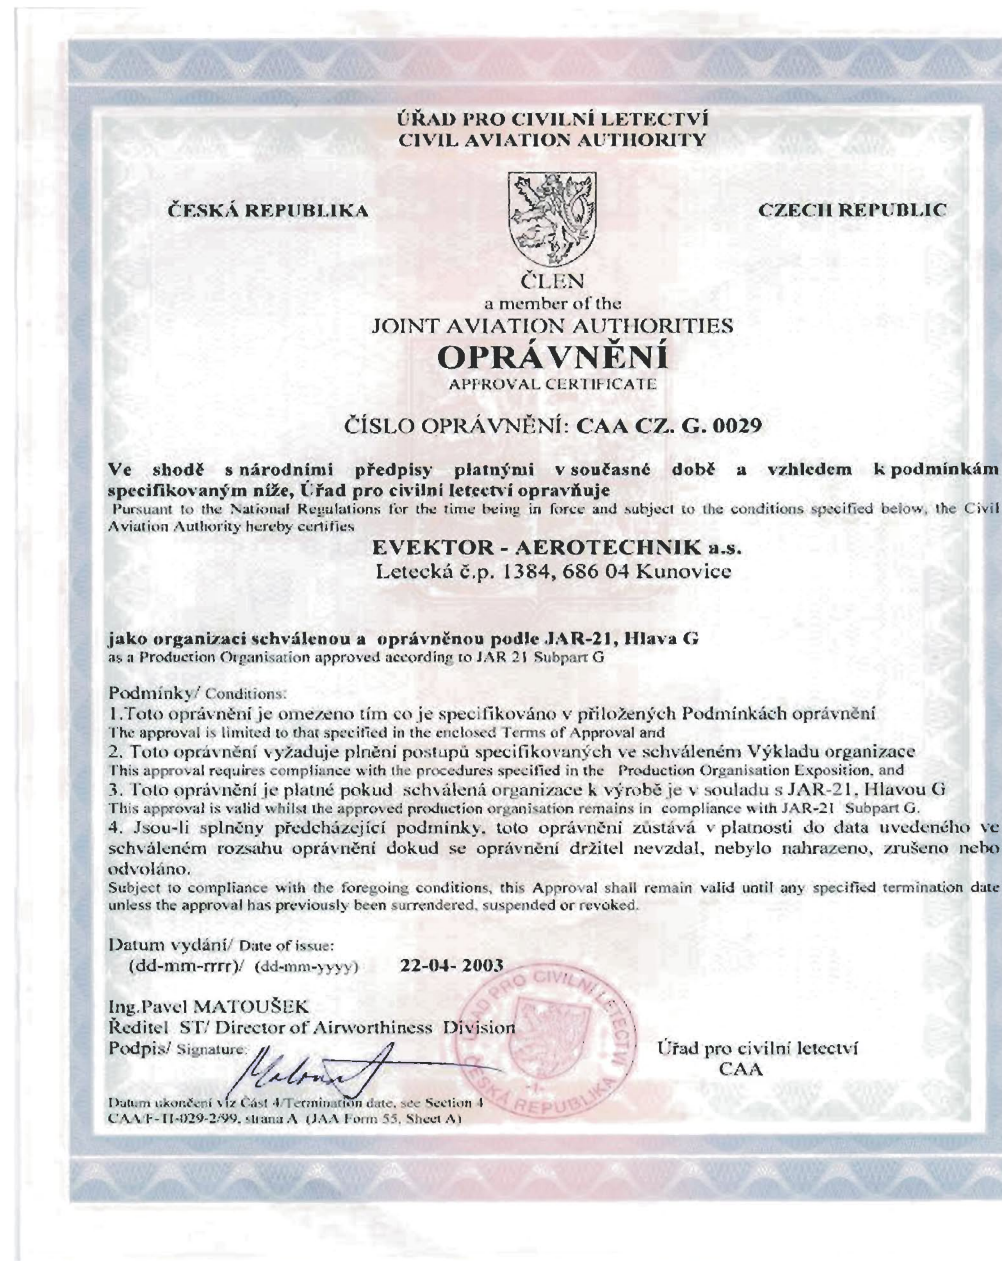 ÚŘAD PRO CIVILNÍ LETECTVÍ
CIVIL AVIATION AUTHORITY
ČESKÁ REPUBLIKA
CZECH REPUBLIC
ČLEN
a member of the
JOINT AVIATION AUTHORITIES
OPRÁVNĚNÍ
APPROVAL CERTIFICATE
ČÍSLO OPRÁVNĚNÍ: CAA CZ. G. 0029
Ve shodě s národními předpisy platnými v současné době a vzhledem k podmínkám
specifikovaným níže, Úřad pro civilní letectví opravňuje
Pursuant to the National Regulations for the time being in force and subject to the conditions specified below, the Civil
Aviation Authority hereby certifies
EVEKTOR - AEROTECHNIK a.s.
Letecká č.p. 1384, 686 04 Kunovice
jako organizaci schválenou a oprávněnou podle JAR-21, Hlava G
as a Production Organisation approved according to JAR 21 Subpart G
Podmínky/ Conditions:
1.Toto oprávnění je omezeno tím co je specifikováno v přiložených Podmínkách oprávnění
The approval is limited to that specified in the enclosed Terms of Approval and
2. Toto oprávnění vyžaduje plnění postupů specifikovaných ve schváleném Výkladu organizace
This approval requires compliance with the procedures specified in the Production Organisation Exposition, and
3. Toto oprávnění je platné pokud schválená organizace k výrobě je v souladu s JAR-21, Hlavou G
This approval is valid whilst the approved production organisation remains in compliance with JAR-21 Subpart G.
4. Jsou-li splněny předcházející podmínky, toto oprávnění zůstává v platnosti do data uvedeného ve
schváleném rozsahu oprávnění dokud se oprávnění držitel nevzdal, nebylo nahrazeno, zrušeno nebo
odvoláno.
Subject to compliance with the foregoing conditions, this Approval shall remain valid until any specified termination date
unless the approval has previously been surrendered, suspended or revoked.
Datum vydání/ Date of issue:
(dd-mm-rrrr)/ (dd-mm-yyyy) 22-04- 2003
Ing.Pavel MATOUŠEK
Ředitel ST/ Director of Airworthiness Division
Podpis/ Signature:
ÚŘAD PRO CIVILNÍ LETECTVÍ
ČESKÁ REPUBLIKA
-1-
Úřad pro civilní letectví
CAA
Datum ukončení viz Část 4/Termination date, see Section 4
CAA/F-TI-029-2/99, strana A (JAA Form 55, Sheet A)